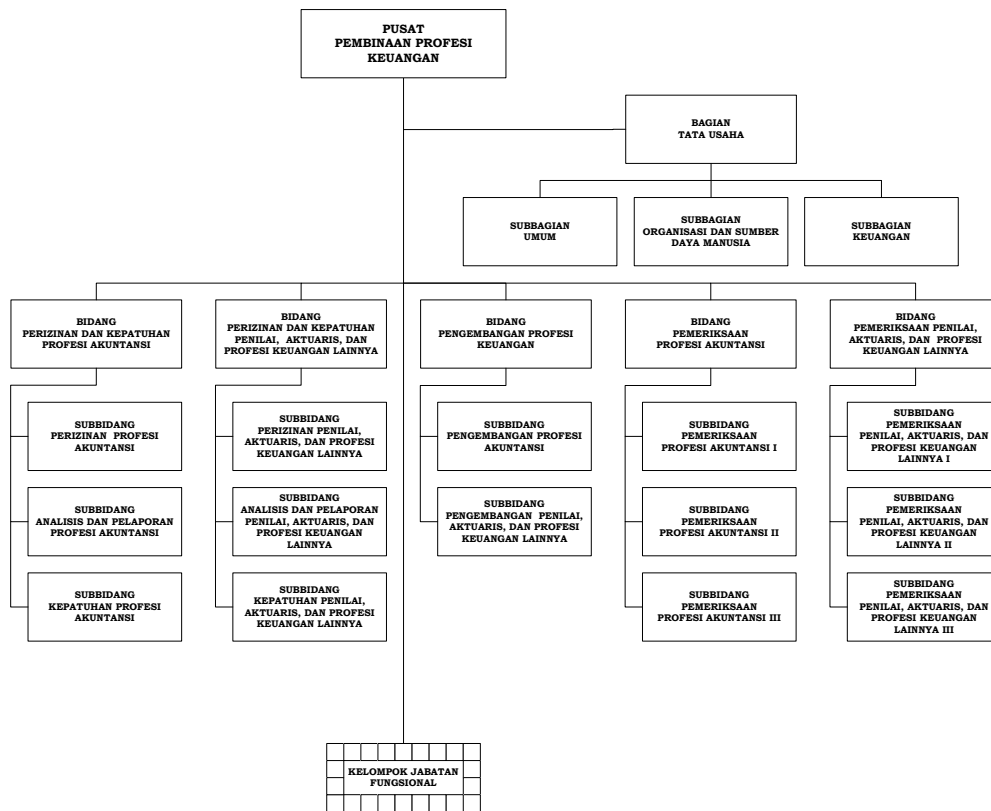 PUSAT
PEMBINAAN PROFESI
KEUANGAN
BAGIAN
TATA USAHA
SUBBAGIAN
UMUM
SUBBAGIAN
ORGANISASI DAN SUMBER
DAYA MANUSIA
SUBBAGIAN
KEUANGAN
BIDANG
PERIZINAN DAN KEPATUHAN
PROFESI AKUNTANSI
BIDANG
PERIZINAN DAN KEPATUHAN
PENILAI, AKTUARIS, DAN
PROFESI KEUANGAN LAINNYA
BIDANG
PENGEMBANGAN PROFESI
KEUANGAN
BIDANG
PEMERIKSAAN
PROFESI AKUNTANSI
BIDANG
PEMERIKSAAN PENILAI,
AKTUARIS, DAN PROFESI
KEUANGAN LAINNYA
SUBBIDANG
PERIZINAN PROFESI
AKUNTANSI
SUBBIDANG
PERIZINAN PENILAI,
AKTUARIS, DAN PROFESI
KEUANGAN LAINNYA
SUBBIDANG
PENGEMBANGAN PROFESI
AKUNTANSI
SUBBIDANG
PEMERIKSAAN
PROFESI AKUNTANSI I
SUBBIDANG
PEMERIKSAAN
PENILAI, AKTUARIS, DAN
PROFESI KEUANGAN
LAINNYA I
SUBBIDANG
ANALISIS DAN PELAPORAN
PROFESI AKUNTANSI
SUBBIDANG
ANALISIS DAN PELAPORAN
PENILAI, AKTUARIS, DAN
PROFESI KEUANGAN
LAINNYA
SUBBIDANG
PENGEMBANGAN PENILAI,
AKTUARIS, DAN PROFESI
KEUANGAN LAINNYA
SUBBIDANG
PEMERIKSAAN
PROFESI AKUNTANSI II
SUBBIDANG
PEMERIKSAAN
PENILAI, AKTUARIS, DAN
PROFESI KEUANGAN
LAINNYA II
SUBBIDANG
KEPATUHAN PROFESI
AKUNTANSI
SUBBIDANG
KEPATUHAN PENILAI,
AKTUARIS, DAN PROFESI
KEUANGAN LAINNYA
SUBBIDANG
PEMERIKSAAN
PROFESI AKUNTANSI III
SUBBIDANG
PEMERIKSAAN
PENILAI, AKTUARIS, DAN
PROFESI KEUANGAN
LAINNYA III
KELOMPOK JABATAN
FUNGSIONAL